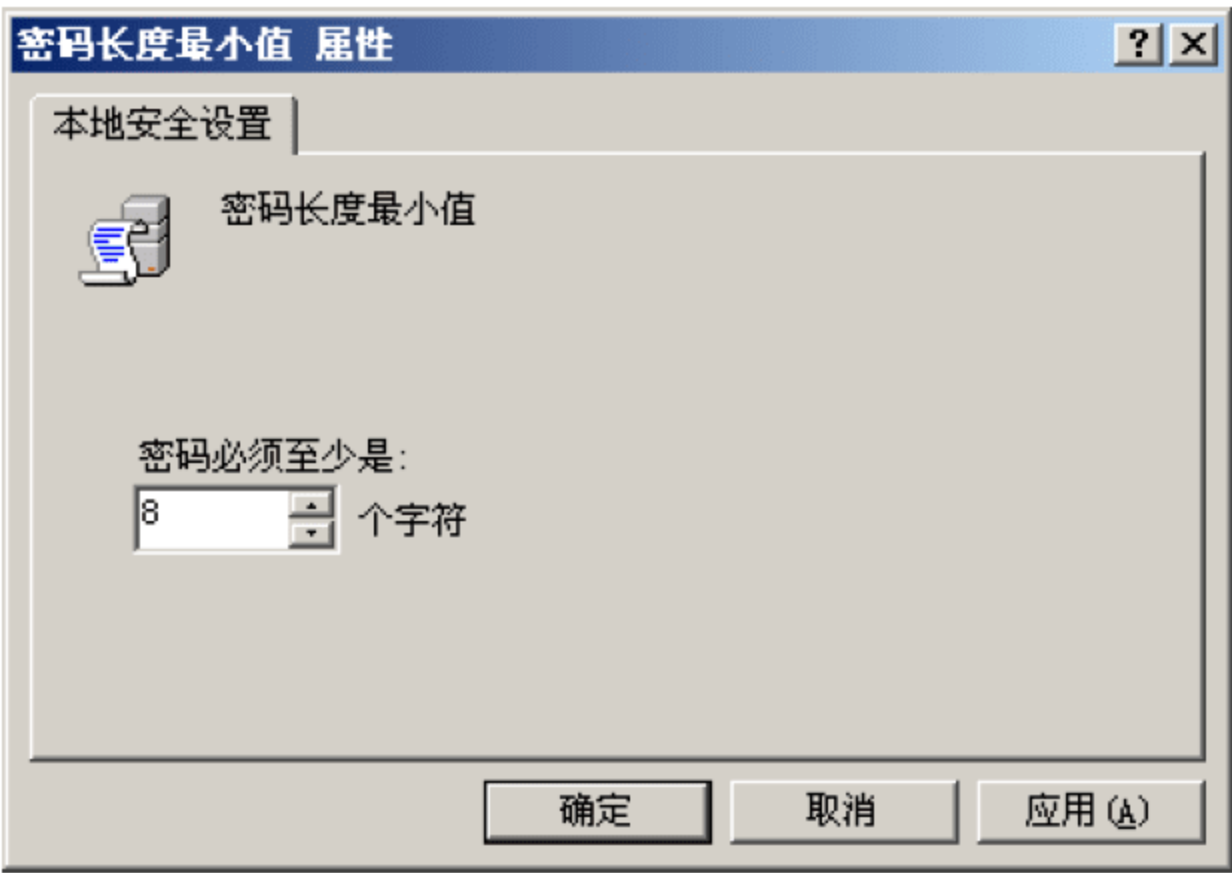 密码长度最小值 属性
本地安全设置
密码长度最小值
密码必须至少是:
8 个字符
确定 取消 应用(A)